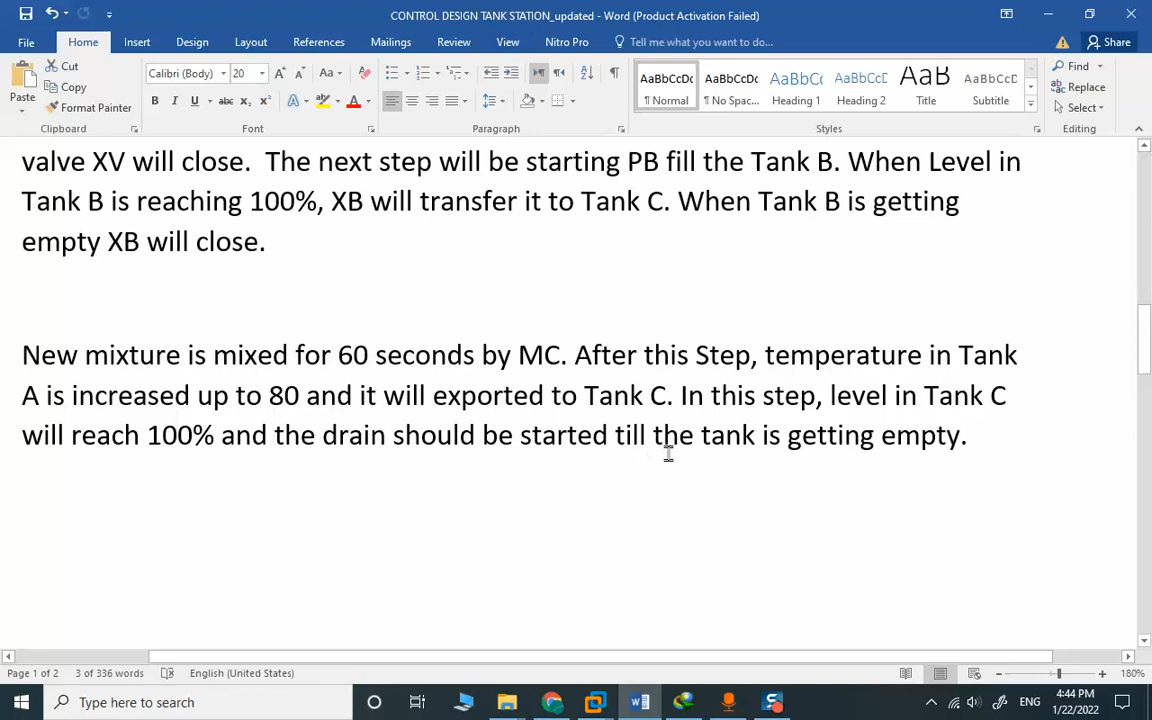 CONTROL DESIGN TANK STATION_updated - Word (Product Activation Failed)
File Home Insert Design Layout References Mailings Review View Nitro Pro Tell me what you want to do... Share
Paste
Cut
Copy
Format Painter
Calibri (Body) 20
AaBbCcDc AaBbCcDc AaBbCc AaBbCcD AaB AaBbCcD
¶ Normal ¶ No Spac... Heading 1 Heading 2 Title Subtitle
Find
Replace
Select
Clipboard Font Paragraph Styles Editing
valve XV will close.  The next step will be starting PB fill the Tank B. When Level in
Tank B is reaching 100%, XB will transfer it to Tank C. When Tank B is getting
empty XB will close.
New mixture is mixed for 60 seconds by MC. After this Step, temperature in Tank
A is increased up to 80 and it will exported to Tank C. In this step, level in Tank C
will reach 100% and the drain should be started till the tank is getting empty.
Page 1 of 2 3 of 336 words English (United States) 180%
Type here to search ENG 4:44 PM
1/22/2022